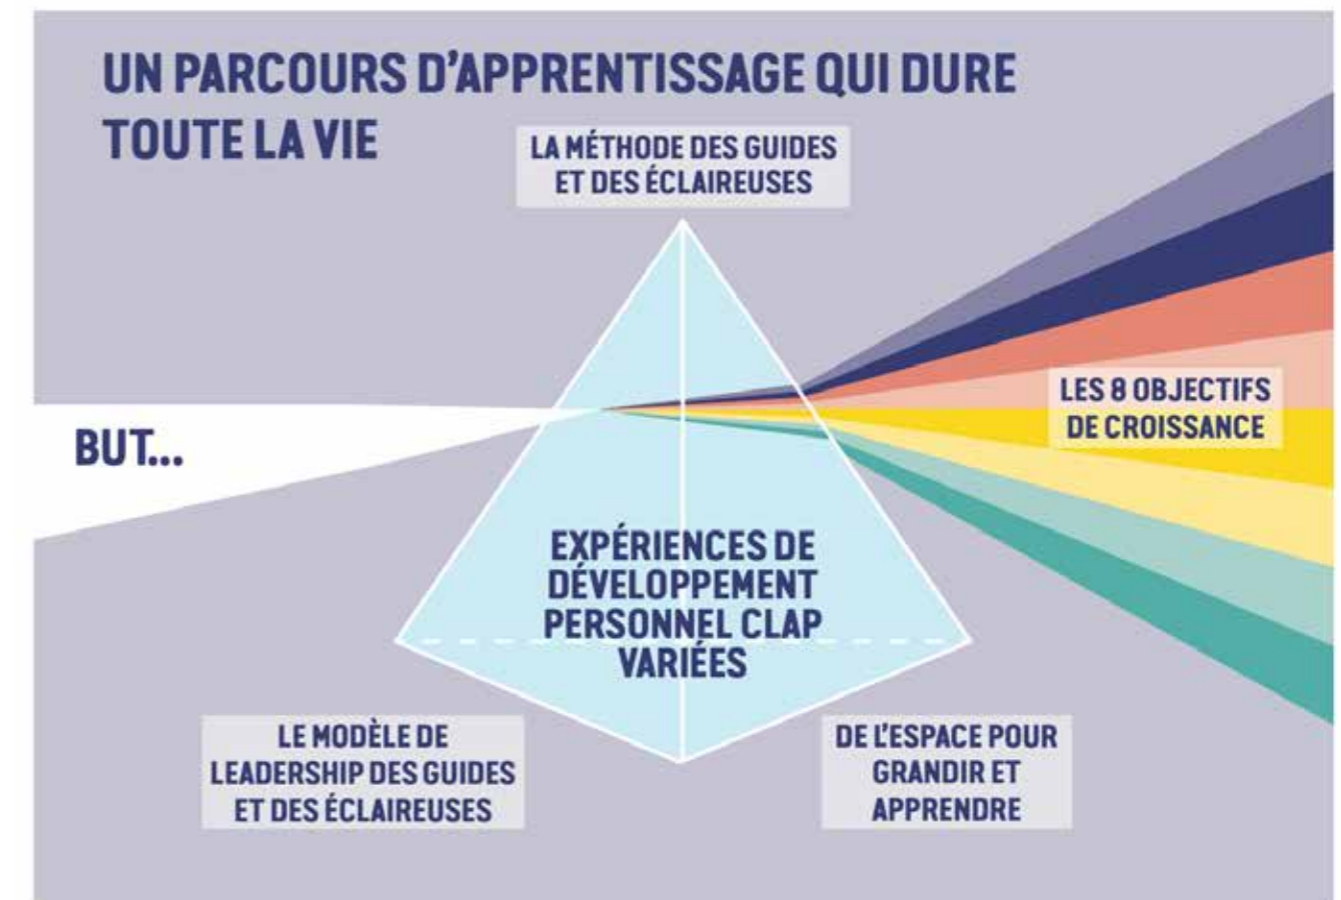 UN PARCOURS D'APPRENTISSAGE QUI DURE
TOUTE LA VIE
LA MÉTHODE DES GUIDES
ET DES ÉCLAIREUSES
BUT...
LES 8 OBJECTIFS
DE CROISSANCE
EXPÉRIENCES DE
DÉVELOPPEMENT
PERSONNEL CLAP
VARIÉES
LE MODÈLE DE
LEADERSHIP DES GUIDES
ET DES ÉCLAIREUSES
DE L'ESPACE POUR
GRANDIR ET
APPRENDRE